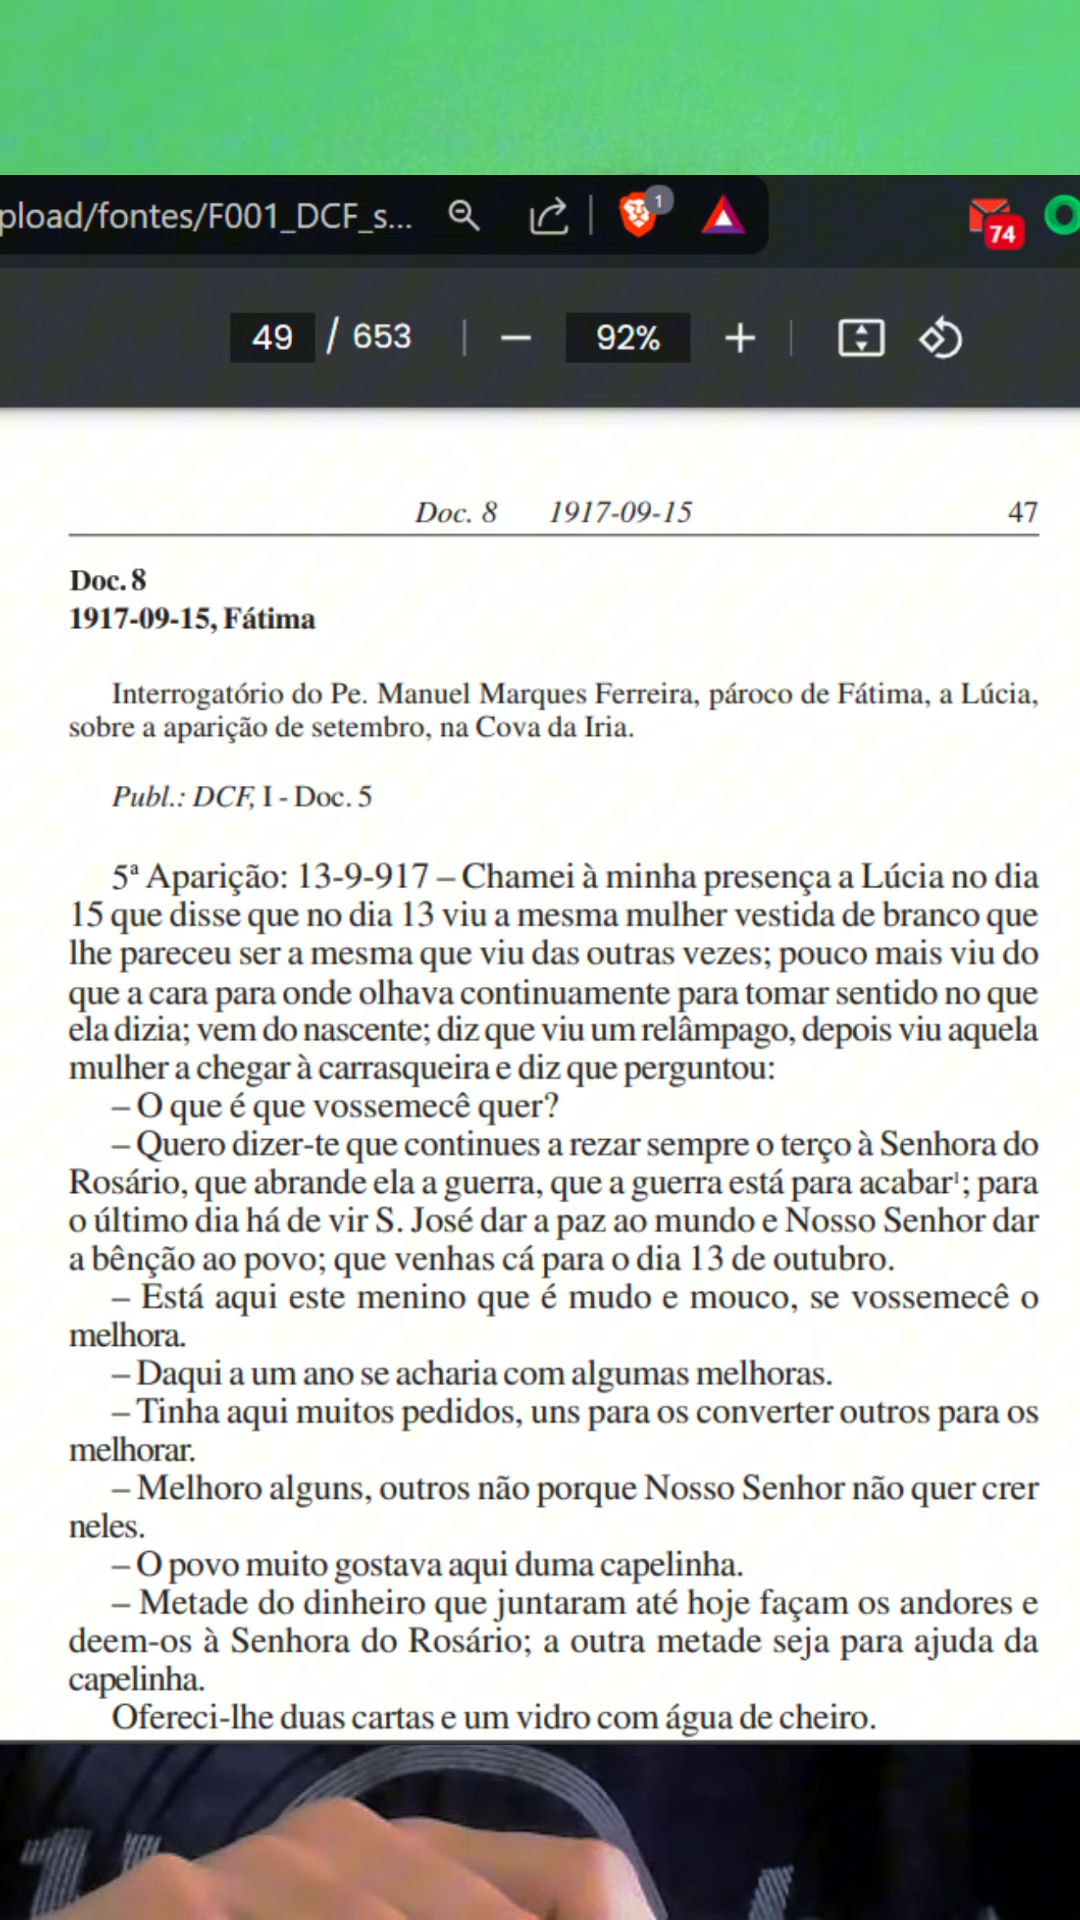 pload/fontes/F001_DCF_s...
1
74
49 / 653
92%
Doc. 8 1917-09-15 47
Doc. 8
1917-09-15, Fátima
Interrogatório do Pe. Manuel Marques Ferreira, pároco de Fátima, a Lúcia,
sobre a aparição de setembro, na Cova da Iria.
Publ.: DCF, I - Doc. 5
5ª Aparição: 13-9-917 – Chamei à minha presença a Lúcia no dia
15 que disse que no dia 13 viu a mesma mulher vestida de branco que
lhe pareceu ser a mesma que viu das outras vezes; pouco mais viu do
que a cara para onde olhava continuamente para tomar sentido no que
ela dizia; vem do nascente; diz que viu um relâmpago, depois viu aquela
mulher a chegar à carrasqueira e diz que perguntou:
– O que é que vossemecê quer?
– Quero dizer-te que continues a rezar sempre o terço à Senhora do
Rosário, que abrande ela a guerra, que a guerra está para acabar¹; para
o último dia há de vir S. José dar a paz ao mundo e Nosso Senhor dar
a bênção ao povo; que venhas cá para o dia 13 de outubro.
– Está aqui este menino que é mudo e mouco, se vossemecê o
melhora.
– Daqui a um ano se acharia com algumas melhoras.
– Tinha aqui muitos pedidos, uns para os converter outros para os
melhorar.
– Melhoro alguns, outros não porque Nosso Senhor não quer crer
neles.
– O povo muito gostava aqui duma capelinha.
– Metade do dinheiro que juntaram até hoje façam os andores e
deem-os à Senhora do Rosário; a outra metade seja para ajuda da
capelinha.
Ofereci-lhe duas cartas e um vidro com água de cheiro.